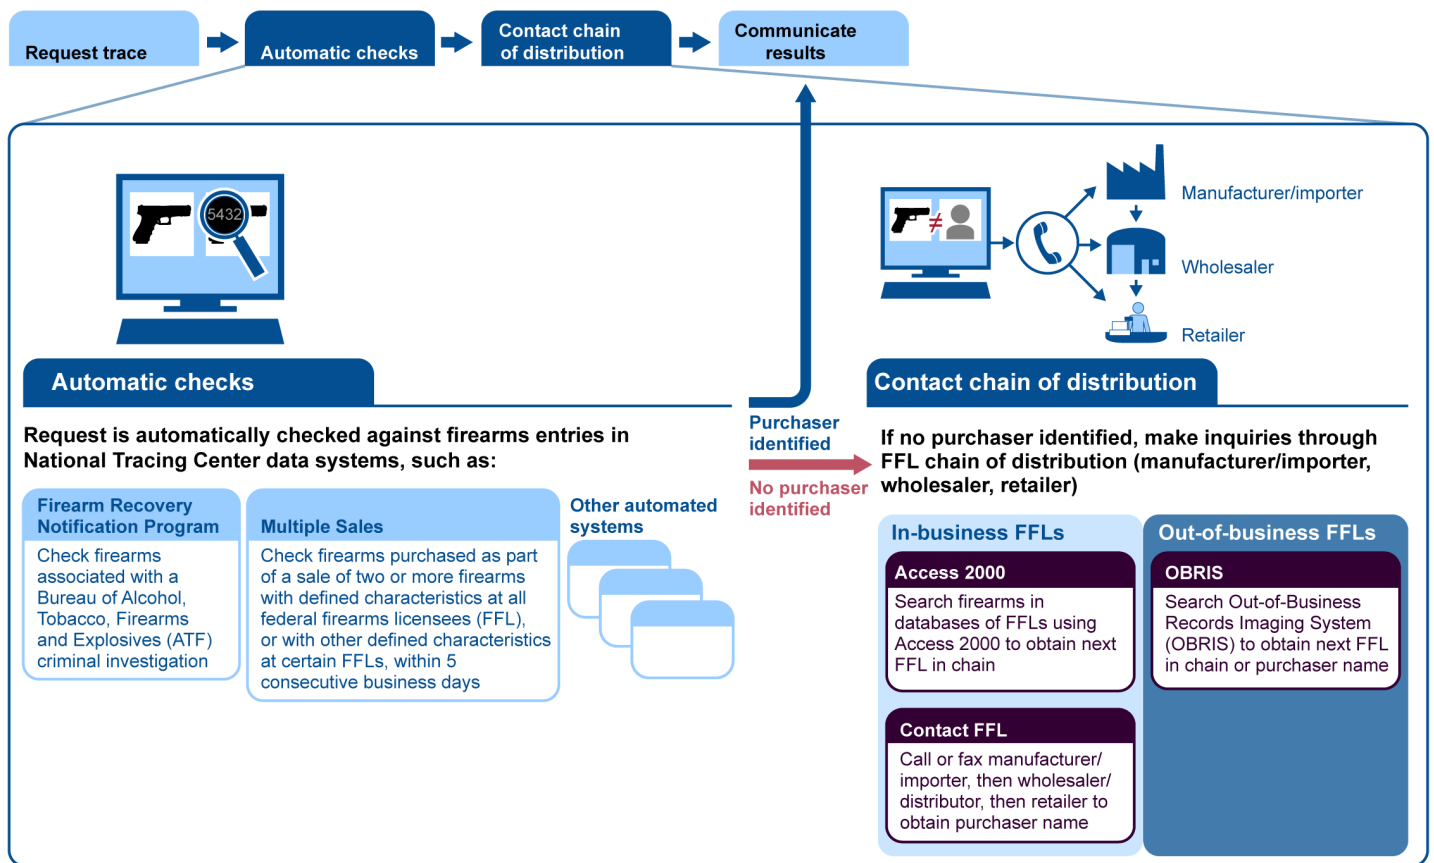 Request trace
Automatic checks
Contact chain
of distribution
Communicate
results
5432
≠
Manufacturer/importer
Wholesaler
Retailer
Automatic checks
Request is automatically checked against firearms entries in
National Tracing Center data systems, such as:
Firearm Recovery
Notification Program
Check firearms
associated with a
Bureau of Alcohol,
Tobacco, Firearms
and Explosives (ATF)
criminal investigation
Multiple Sales
Check firearms purchased as part
of a sale of two or more firearms
with defined characteristics at all
federal firearms licensees (FFL),
or with other defined characteristics
at certain FFLs, within 5
consecutive business days
Other automated
systems
Purchaser
identified
No purchaser
identified
Contact chain of distribution
If no purchaser identified, make inquiries through
FFL chain of distribution (manufacturer/importer,
wholesaler, retailer)
In-business FFLs
Access 2000
Search firearms in
databases of FFLs using
Access 2000 to obtain next
FFL in chain
Contact FFL
Call or fax manufacturer/
importer, then wholesaler/
distributor, then retailer to
obtain purchaser name
Out-of-business FFLs
OBRIS
Search Out-of-Business
Records Imaging System
(OBRIS) to obtain next FFL
in chain or purchaser name